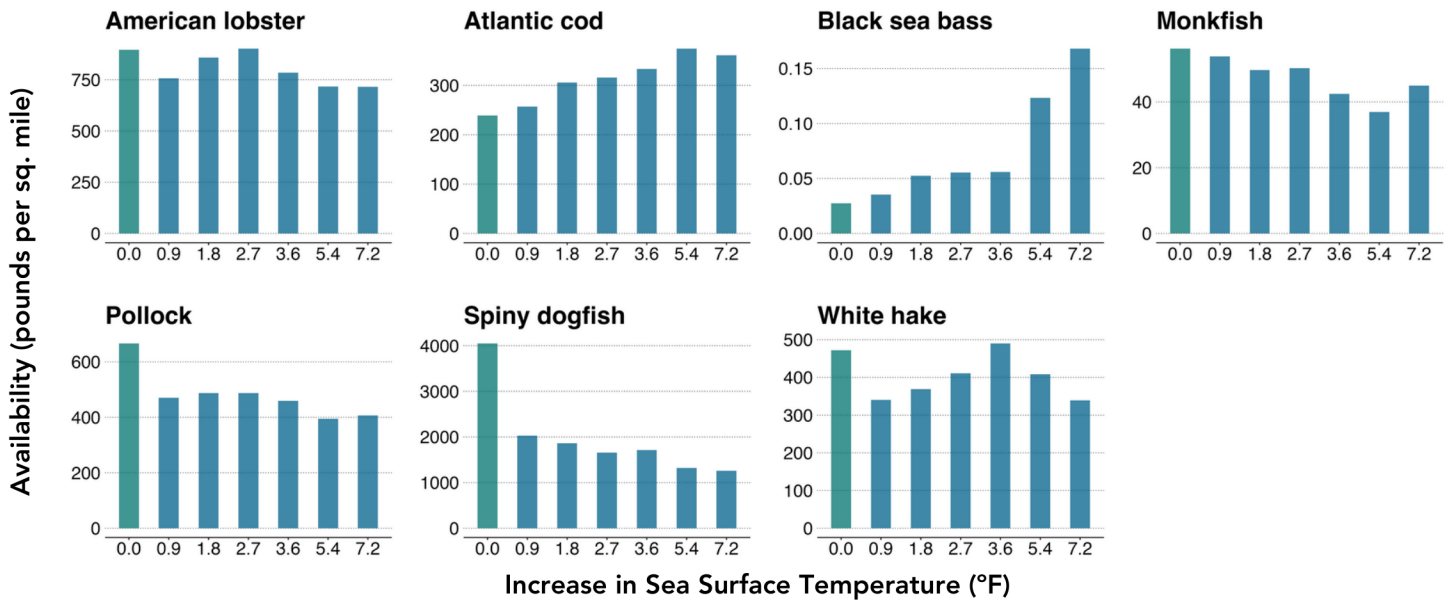 American lobster
Atlantic cod
Black sea bass
Monkfish
750
500
250
0
0.0 0.9 1.8 2.7 3.6 5.4 7.2
300
200
100
0
0.0 0.9 1.8 2.7 3.6 5.4 7.2
0.15
0.10
0.05
0.00
0.0 0.9 1.8 2.7 3.6 5.4 7.2
40
20
0
0.0 0.9 1.8 2.7 3.6 5.4 7.2
Availability (pounds per sq. mile)
Pollock
Spiny dogfish
White hake
600
400
200
0
0.0 0.9 1.8 2.7 3.6 5.4 7.2
4000
3000
2000
1000
0
0.0 0.9 1.8 2.7 3.6 5.4 7.2
500
400
300
200
100
0
0.0 0.9 1.8 2.7 3.6 5.4 7.2
Increase in Sea Surface Temperature (°F)